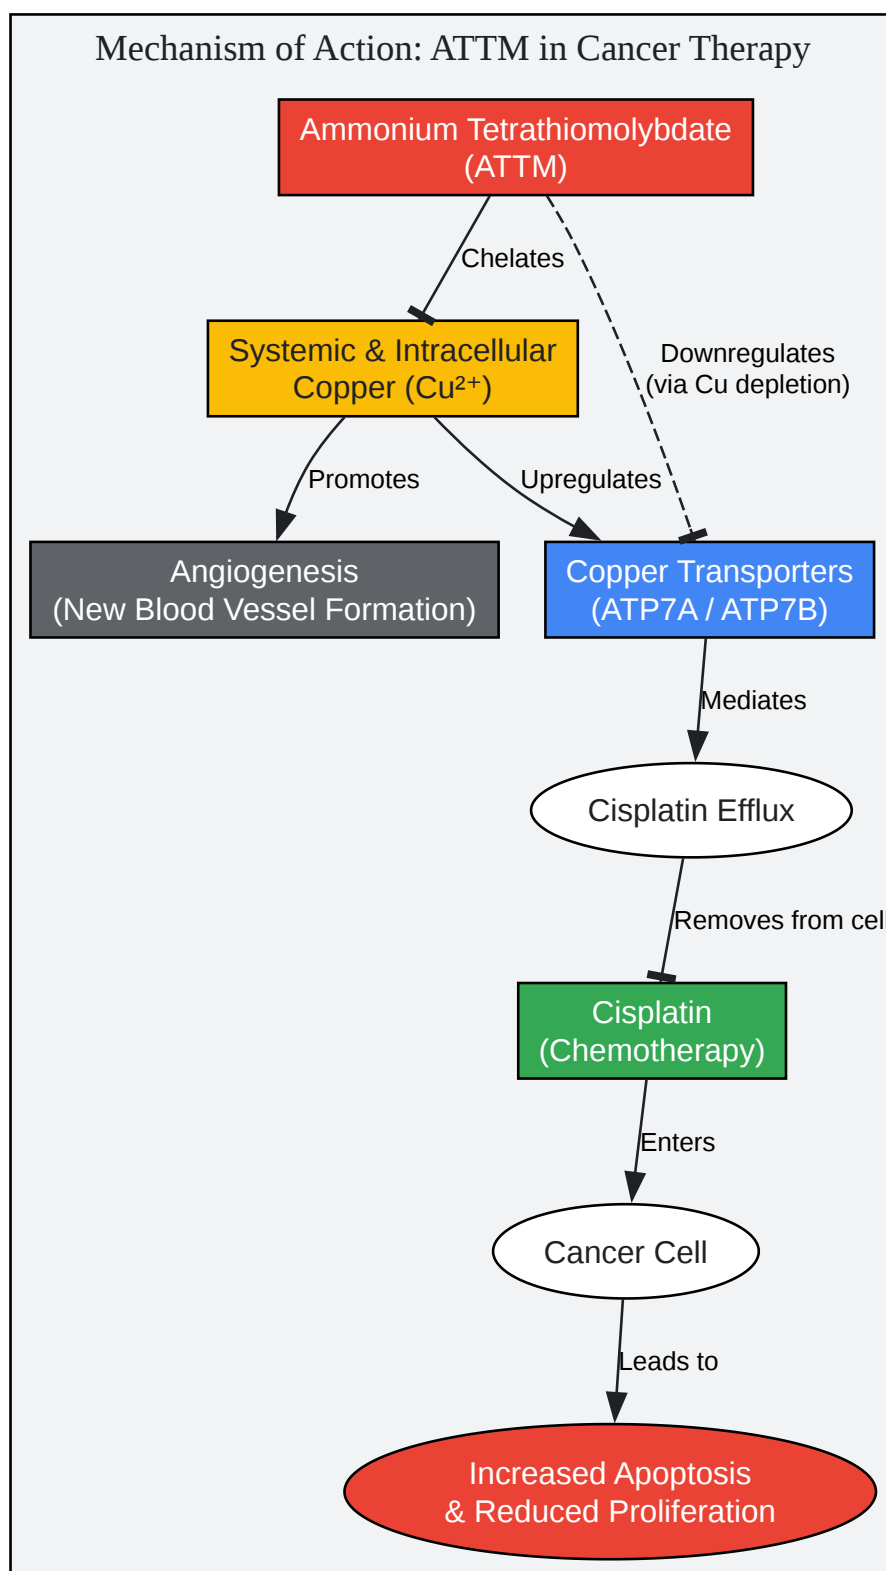 Mechanism of Action: ATTM in Cancer Therapy
Ammonium Tetrathiomolybdate
(ATTM)
Chelates
Systemic & Intracellular
Copper (Cu²⁺)
Downregulates
(via Cu depletion)
Promotes
Upregulates
Angiogenesis
(New Blood Vessel Formation)
Copper Transporters
(ATP7A / ATP7B)
Mediates
Cisplatin Efflux
Removes from cell
Cisplatin
(Chemotherapy)
Enters
Cancer Cell
Leads to
Increased Apoptosis
& Reduced Proliferation